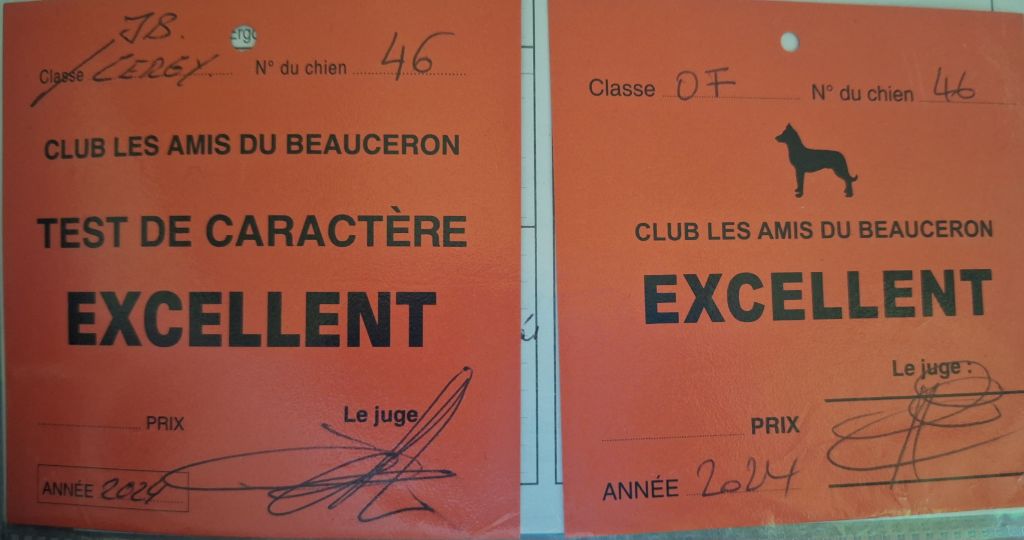 JB.
Classe CERGY N° du chien 46
CLUB LES AMIS DU BEAUCERON
TEST DE CARACTÈRE
EXCELLENT
Le juge
PRIX
ANNÉE 2024
Classe OF N° du chien 46
CLUB LES AMIS DU BEAUCERON
EXCELLENT
Le juge :
PRIX
ANNÉE 2024